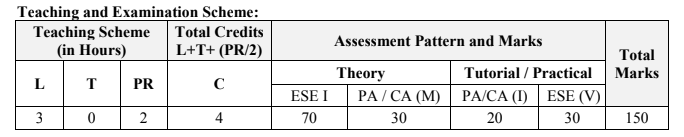 Teaching and Examination Scheme:
Teaching Scheme Total Credits Assessment Pattern and Marks Total
(in Hours) L+T+ (PR/2) Marks
L T PR C Theory Tutorial / Practical
ESE I PA / CA (M) PA/CA (I) ESE (V)
3 0 2 4 70 30 20 30 150